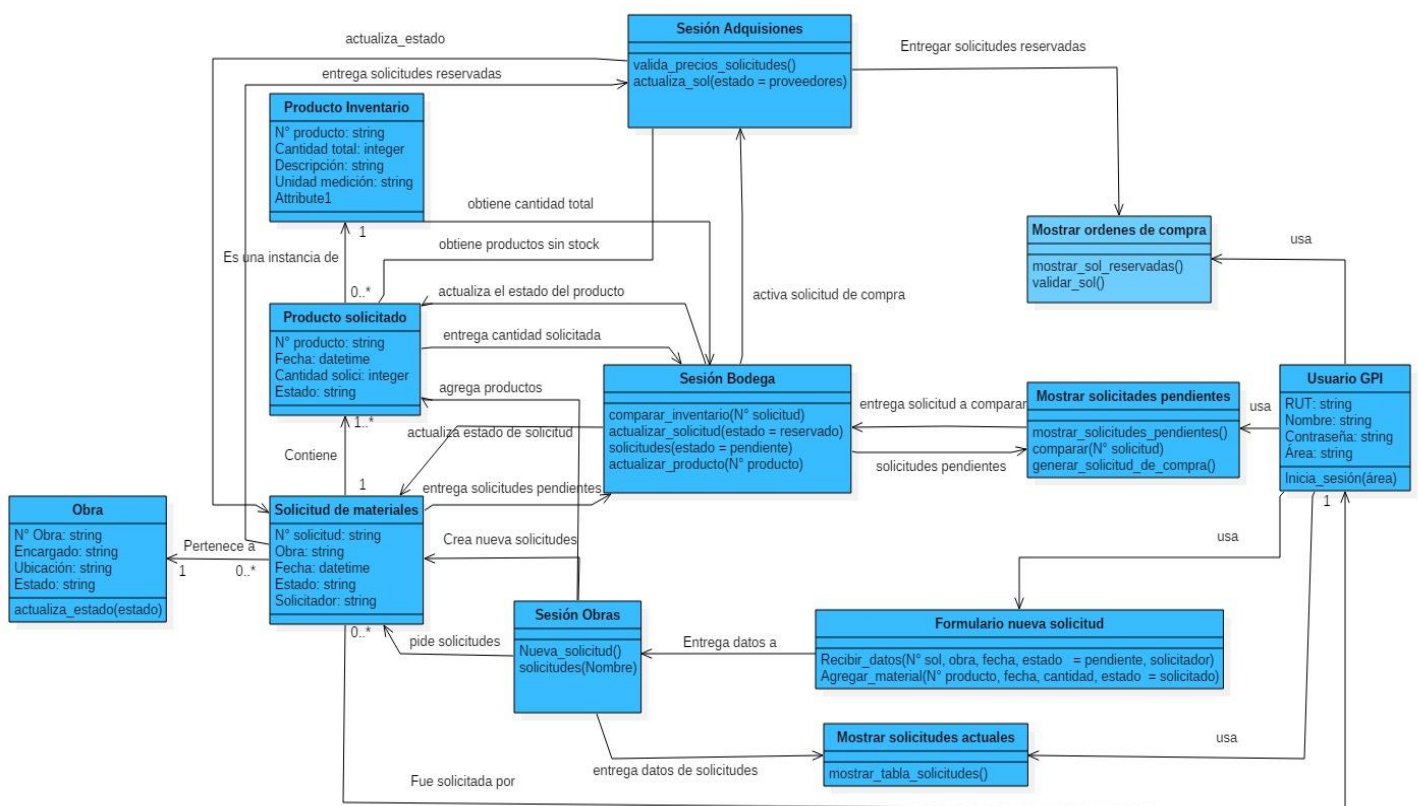 Sesión Adquisiones
valida_precios_solicitudes()
actualiza_sol(estado = proveedores)
actualiza_estado
entrega solicitudes reservadas
Entregar solicitudes reservadas
Producto Inventario
N° producto: string
Cantidad total: integer
Descripción: string
Unidad medición: string
Attribute1
obtiene cantidad total
1
Es una instancia de
obtiene productos sin stock
0..*
Mostrar ordenes de compra
mostrar_sol_reservadas()
validar_sol()
usa
actualiza el estado del producto
activa solicitud de compra
Producto solicitado
N° producto: string
Fecha: datetime
Cantidad solici: integer
Estado: string
entrega cantidad solicitada
agrega productos
1..*
actualiza estado de solicitud
Contiene
1
entrega solicitudes pendientes
Sesión Bodega
comparar_inventario(N° solicitud)
actualizar_solicitud(estado = reservado)
solicitudes(estado = pendiente)
actualizar_producto(N° producto)
entrega solicitud a comparar
solicitudes pendientes
Mostrar solicitades pendientes
mostrar_solicitudes_pendientes()
comparar(N° solicitud)
generar_solicitud_de_compra()
usa
Usuario GPI
RUT: string
Nombre: string
Contraseña: string
Área: string
Inicia_sesión(área)
1
Obra
N° Obra: string
Encargado: string
Ubicación: string
Estado: string
actualiza_estado(estado)
Pertenece a
1
0..*
Solicitud de materiales
N° solicitud: string
Obra: string
Fecha: datetime
Estado: string
Solicitador: string
0..*
Crea nueva solicitudes
pide solicitudes
Sesión Obras
Nueva_solicitud()
solicitudes(Nombre)
Entrega datos a
usa
Formulario nueva solicitud
Recibir_datos(N° sol, obra, fecha, estado = pendiente, solicitador)
Agregar_material(N° producto, fecha, cantidad, estado = solicitado)
Mostrar solicitudes actuales
mostrar_tabla_solicitudes()
usa
entrega datos de solicitudes
Fue solicitada por